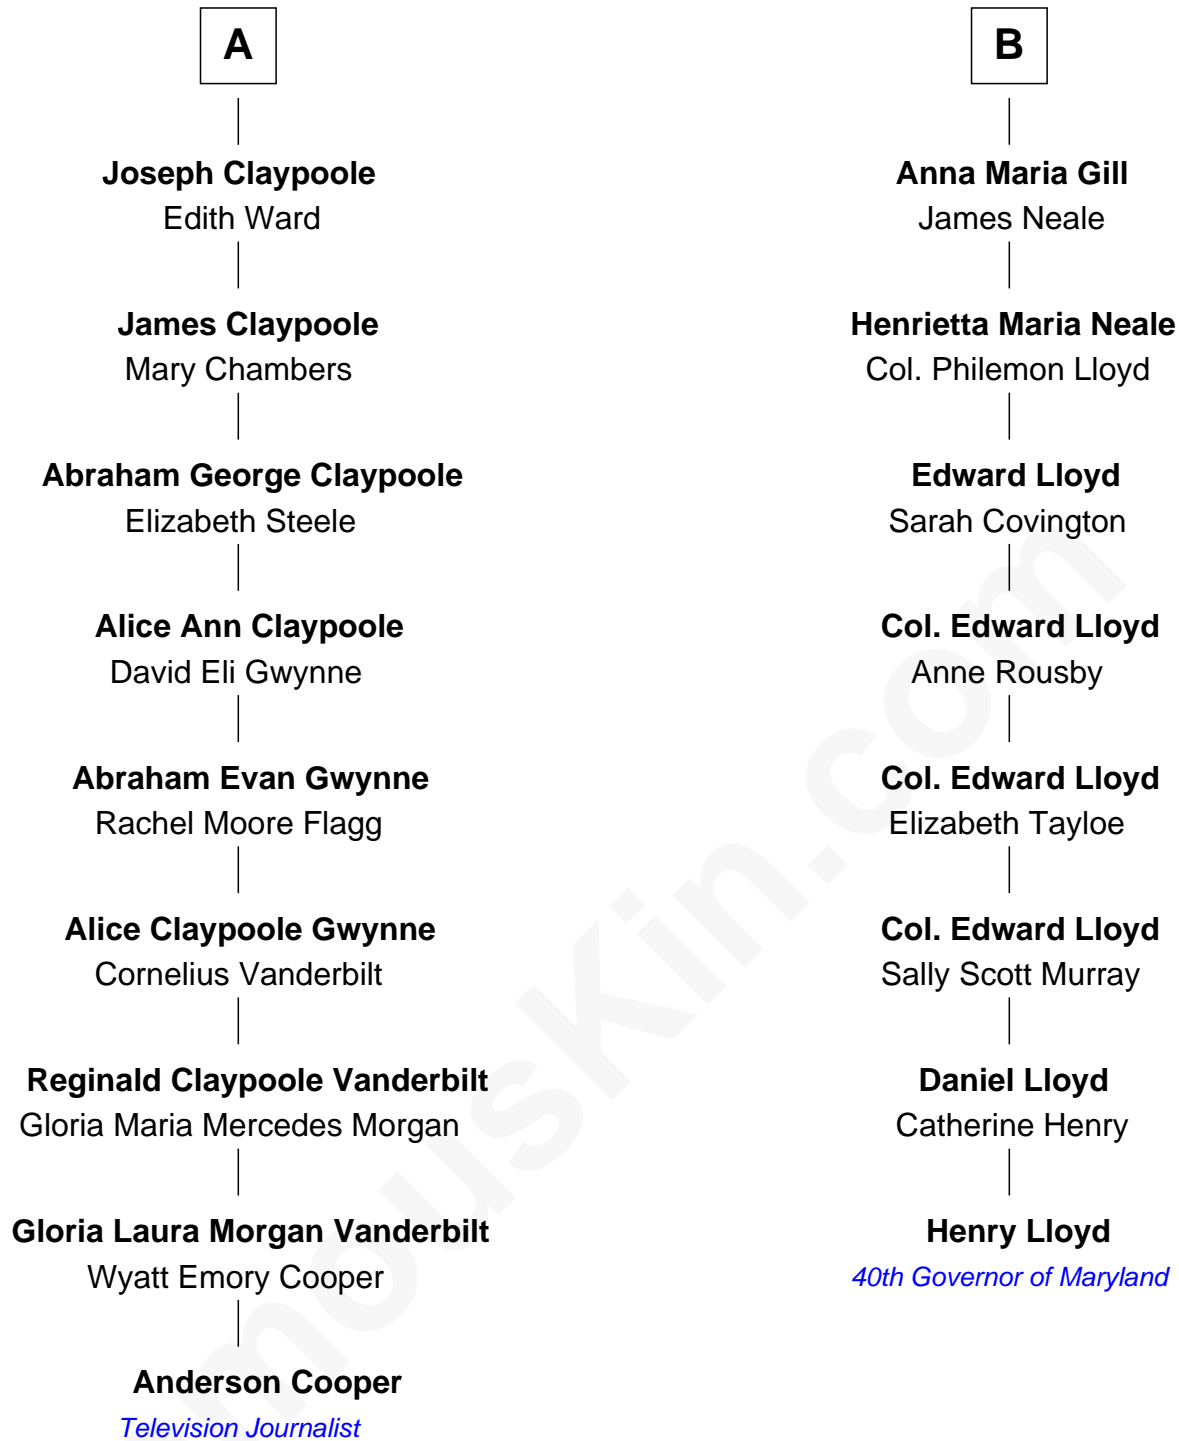 A
Joseph Claypoole
Edith Ward
James Claypoole
Mary Chambers
Abraham George Claypoole
Elizabeth Steele
Alice Ann Claypoole
David Eli Gwynne
Abraham Evan Gwynne
Rachel Moore Flagg
Alice Claypoole Gwynne
Cornelius Vanderbilt
Reginald Claypoole Vanderbilt
Gloria Maria Mercedes Morgan
Gloria Laura Morgan Vanderbilt
Wyatt Emory Cooper
Anderson Cooper
Television Journalist
B
Anna Maria Gill
James Neale
Henrietta Maria Neale
Col. Philemon Lloyd
Edward Lloyd
Sarah Covington
Col. Edward Lloyd
Anne Rousby
Col. Edward Lloyd
Elizabeth Tayloe
Col. Edward Lloyd
Sally Scott Murray
Daniel Lloyd
Catherine Henry
Henry Lloyd
40th Governor of Maryland
mousKin.com